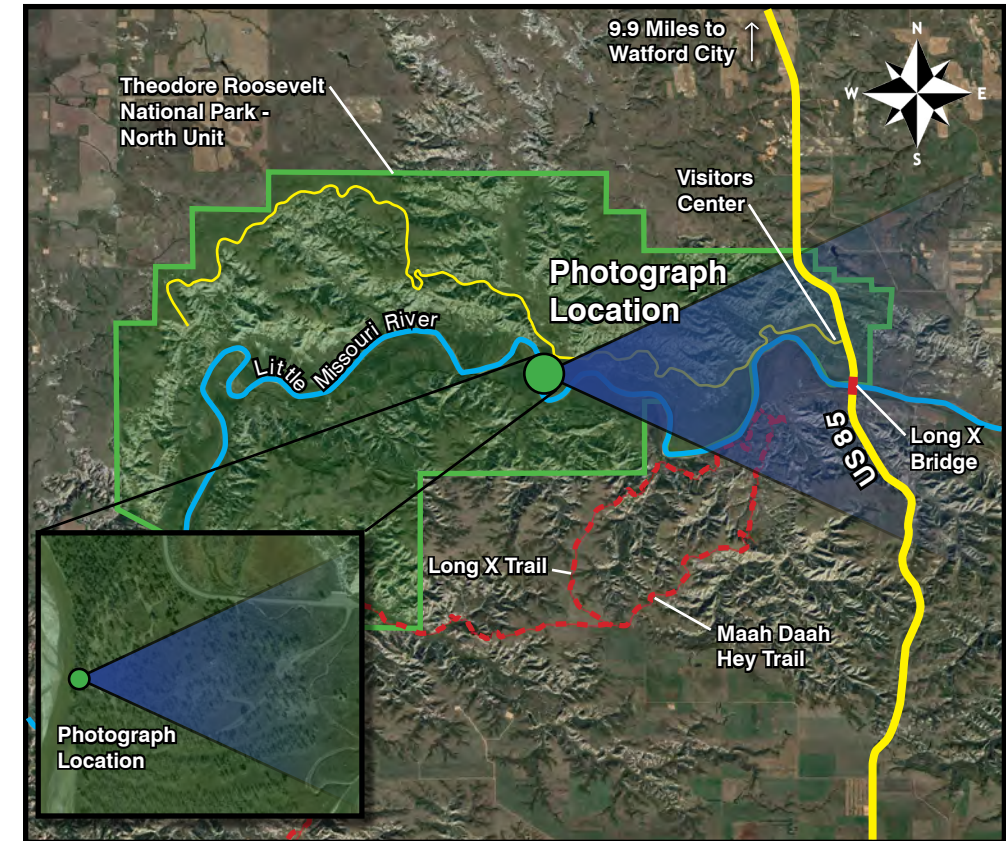 9.9 Miles to
Watford City
N
W
E
S
Theodore Roosevelt
National Park -
North Unit
Visitors
Center
Photograph
Location
Little Missouri River
US 85
Long X
Bridge
Long X Trail
Maah Daah
Hey Trail
Photograph
Location